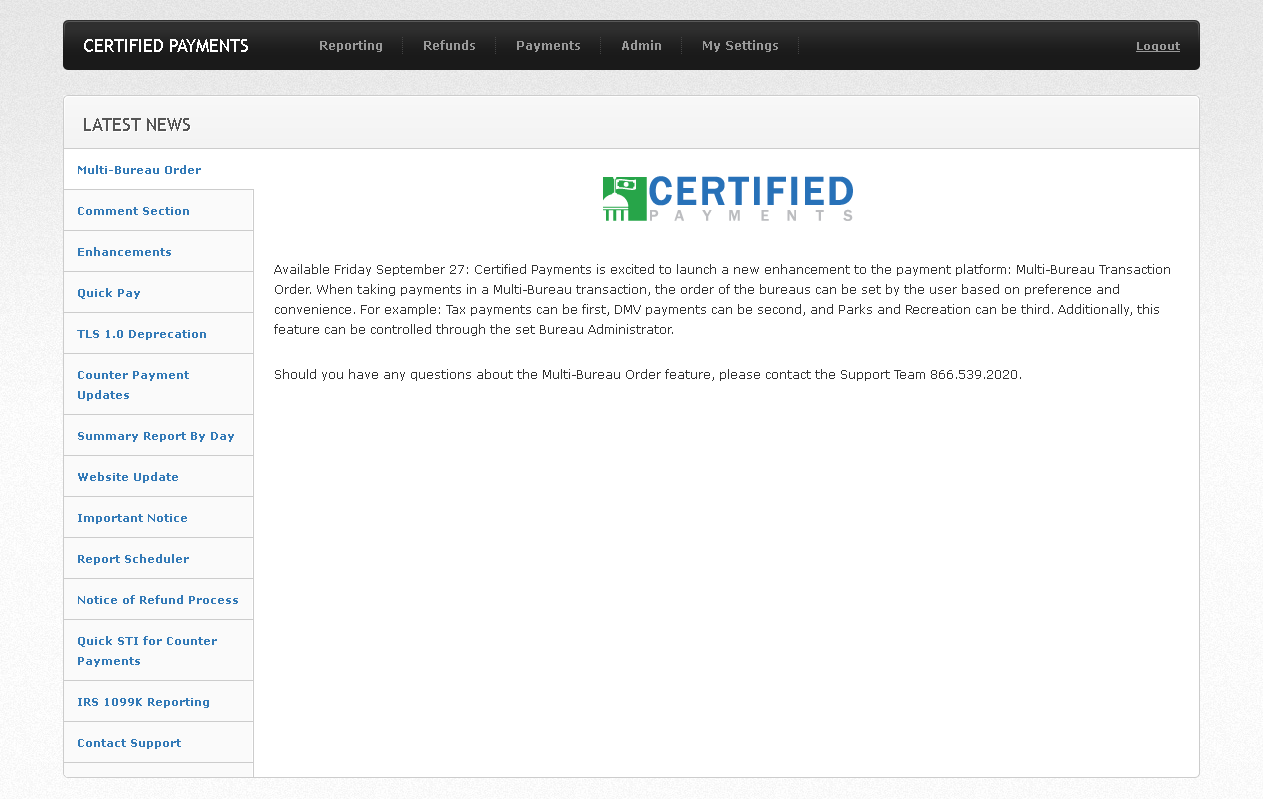 CERTIFIED PAYMENTS
Reporting
Refunds
Payments
Admin
My Settings
Logout
LATEST NEWS
Multi-Bureau Order
Comment Section
Enhancements
Quick Pay
TLS 1.0 Deprecation
Counter Payment
Updates
Summary Report By Day
Website Update
Important Notice
Report Scheduler
Notice of Refund Process
Quick STI for Counter
Payments
IRS 1099K Reporting
Contact Support
CERTIFIED
PAYMENTS
Available Friday September 27: Certified Payments is excited to launch a new enhancement to the payment platform: Multi-Bureau Transaction
Order. When taking payments in a Multi-Bureau transaction, the order of the bureaus can be set by the user based on preference and
convenience. For example: Tax payments can be first, DMV payments can be second, and Parks and Recreation can be third. Additionally, this
feature can be controlled through the set Bureau Administrator.
Should you have any questions about the Multi-Bureau Order feature, please contact the Support Team 866.539.2020.